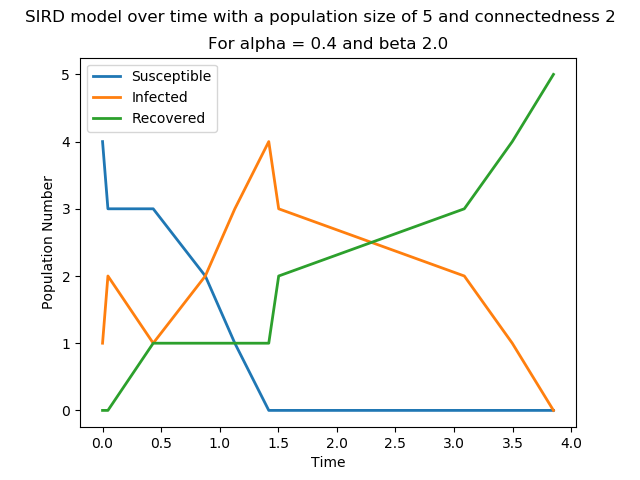 SIRD model over time with a population size of 5 and connectedness 2
For alpha = 0.4 and beta 2.0
Susceptible
Infected
Recovered
Population Number
5
4
3
2
1
0
0.0 0.5 1.0 1.5 2.0 2.5 3.0 3.5 4.0
Time